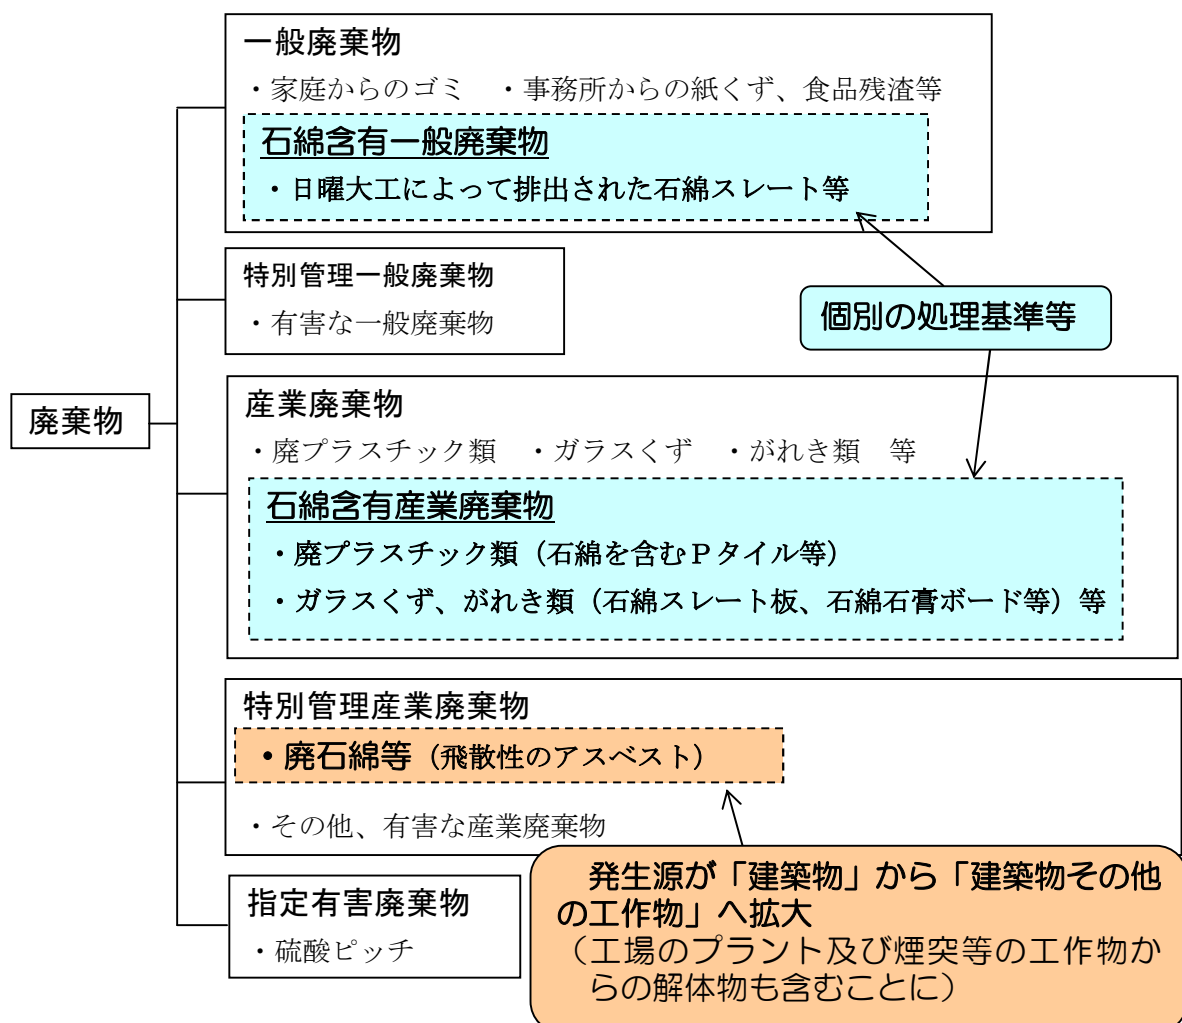 一般廃棄物
・家庭からのゴミ　・事務所からの紙くず、食品残渣等
石綿含有一般廃棄物
・日曜大工によって排出された石綿スレート等
特別管理一般廃棄物
・有害な一般廃棄物
個別の処理基準等
廃棄物
産業廃棄物
・廃プラスチック類　・ガラスくず　・がれき類　等
石綿含有産業廃棄物
・廃プラスチック類（石綿を含むＰタイル等）
・ガラスくず、がれき類（石綿スレート板、石綿石膏ボード等）等
特別管理産業廃棄物
・廃石綿等（飛散性のアスベスト）
・その他、有害な産業廃棄物
発生源が「建築物」から「建築物その他
の工作物」へ拡大
（工場のプラント及び煙突等の工作物か
らの解体物も含むことに）
指定有害廃棄物
・硫酸ピッチ